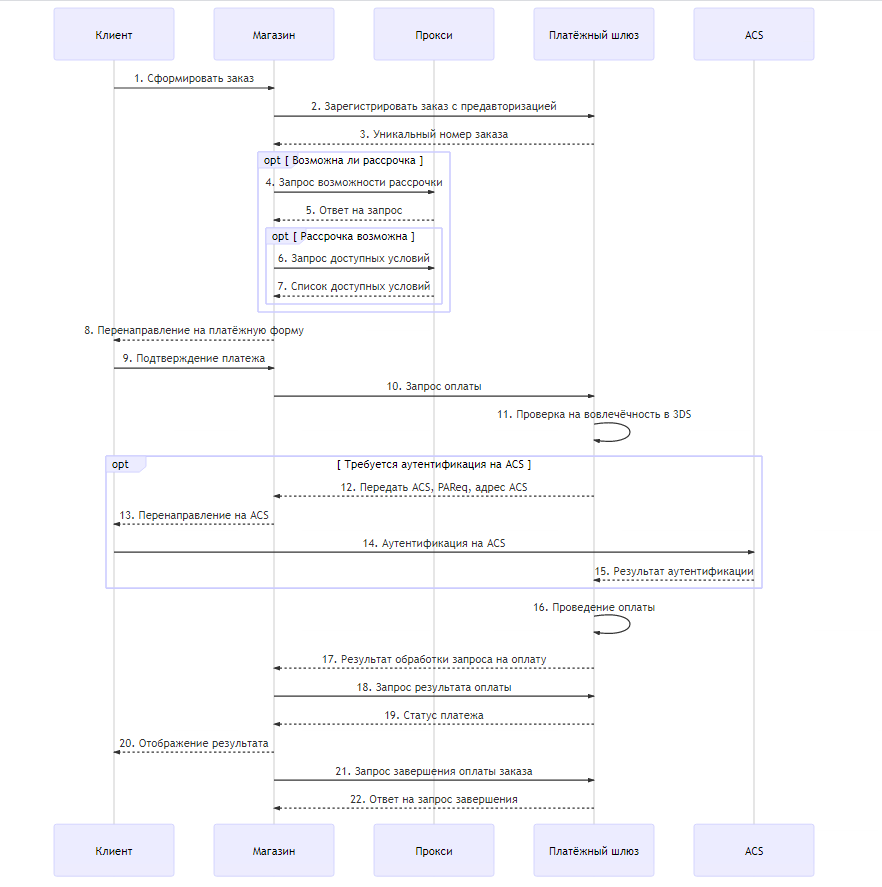 Клиент
Магазин
Прокси
Платёжный шлюз
ACS
1. Сформировать заказ
2. Зарегистрировать заказ с предавторизацией
3. Уникальный номер заказа
opt [ Возможна ли рассрочка ]
4. Запрос возможности рассрочки
5. Ответ на запрос
opt [ Рассрочка возможна ]
6. Запрос доступных условий
7. Список доступных условий
8. Перенаправление на платёжную форму
9. Подтверждение платежа
10. Запрос оплаты
11. Проверка на вовлечённость в 3DS
opt [ Требуется аутентификация на ACS ]
12. Передать ACS, PAReq, адрес ACS
13. Перенаправление на ACS
14. Аутентификация на ACS
15. Результат аутентификации
16. Проведение оплаты
17. Результат обработки запроса на оплату
18. Запрос результата оплаты
19. Статус платежа
20. Отображение результата
21. Запрос завершения оплаты заказа
22. Ответ на запрос завершения
Клиент
Магазин
Прокси
Платёжный шлюз
ACS